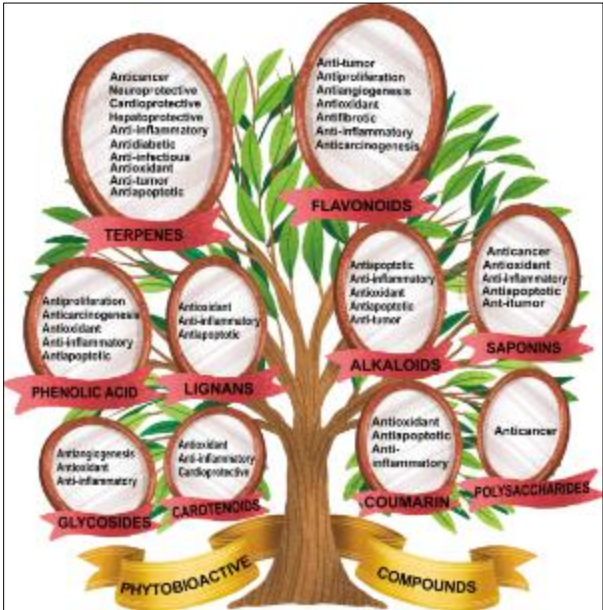 Anticancer
Neuroprotective
Cardioprotective
Hepatoprotective
Anti-inflammatory
Antidiabetic
Anti-infectious
Antioxidant
Anti-tumor
Antiapoptotic
TERPENES
Anti-tumor
Antiproliferation
Antiangiogenesis
Antioxidant
Antifibrotic
Anti-inflammatory
Anticarcinogenesis
FLAVONOIDS
Antiproliferation
Anticarcinogenesis
Antioxidant
Anti-inflammatory
Antiapoptotic
PHENOLIC ACID
Antioxidant
Anti-inflammatory
Antiapoptotic
LIGNANS
Antiapoptotic
Anti-inflammatory
Antioxidant
Antiapoptotic
Anti-tumor
ALKALOIDS
Anticancer
Antioxidant
Anti-inflammatory
Antiapoptotic
Anti-itumor
SAPONINS
Antiangiogenesis
Antioxidant
Anti-inflammatory
GLYCOSIDES
Antioxidant
Anti-inflammatory
Cardioprotective
CAROTENOIDS
Antioxidant
Antiapoptotic
Anti-
inflammatory
COUMARIN
Anticancer
POLYSACCHARIDES
PHYTOBIOACTIVE
COMPOUNDS